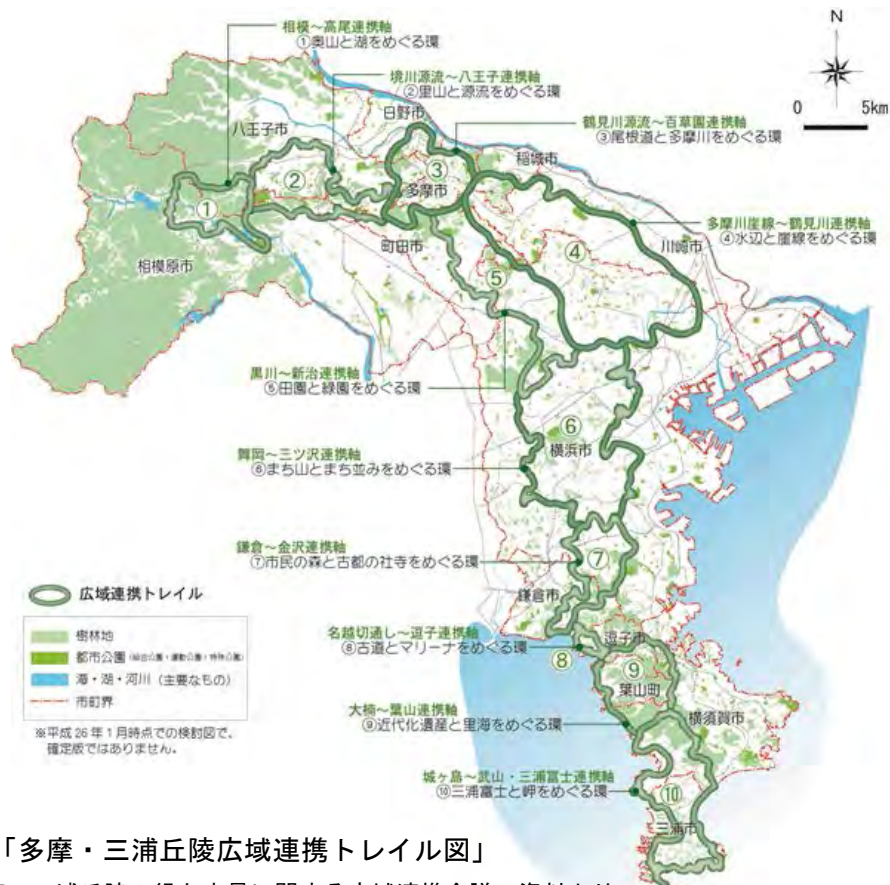 相模～高尾連携軸
①奥山と湖をめぐる環
境川源流～八王子連携軸
②里山と源流をめぐる環
鶴見川源流～百草園連携軸
③尾根道と多摩川をめぐる環
多摩川崖線～鶴見川連携軸
④水辺と崖線をめぐる環
N
0 5km
八王子市
日野市
稲城市
多摩市
川崎市
町田市
相模原市
①
②
③
④
⑤
黒川～新治連携軸
⑤田園と緑園をめぐる環
⑥
横浜市
舞岡～三ツ沢連携軸
⑥まち山とまち並みをめぐる環
鎌倉～金沢連携軸
⑦市民の森と古都の社寺をめぐる環
⑦
鎌倉市
名越切通し～逗子連携軸
⑧古道とマリーナをめぐる環
⑧
逗子市
⑨
葉山町
横須賀市
大楠～葉山連携軸
⑨近代化遺産と里海をめぐる環
城ヶ島～武山・三浦富士連携軸
⑩三浦富士と岬をめぐる環
⑩
三浦市
広域連携トレイル
樹林地
都市公園（総合公園・運動公園・特殊公園）
海・湖・河川（主要なもの）
市町界
※平成26年1月時点での検討図で、
確定版ではありません。
「多摩・三浦丘陵広域連携トレイル図」